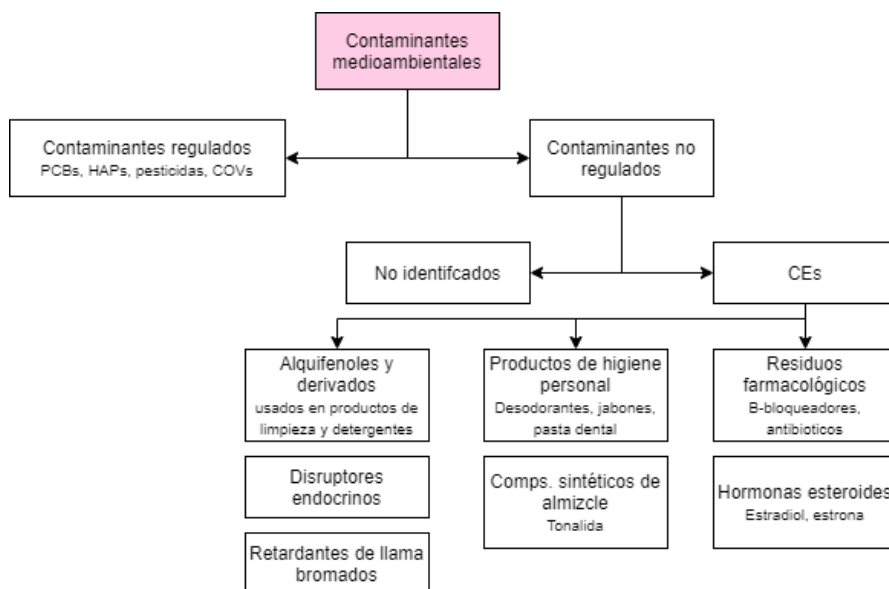 Contaminantes
medioambientales
Contaminantes regulados
PCBs, HAPs, pesticidas, COVs
Contaminantes no
regulados
No identifcados
CEs
Alquifenoles y
derivados
usados en productos de
limpieza y detergentes
Productos de higiene
personal
Desodorantes, jabones,
pasta dental
Residuos
farmacológicos
B-bloqueadores,
antibioticos
Disruptores
endocrinos
Comps. sintéticos de
almizcle
Tonalida
Hormonas esteroides
Estradiol, estrona
Retardantes de llama
bromados